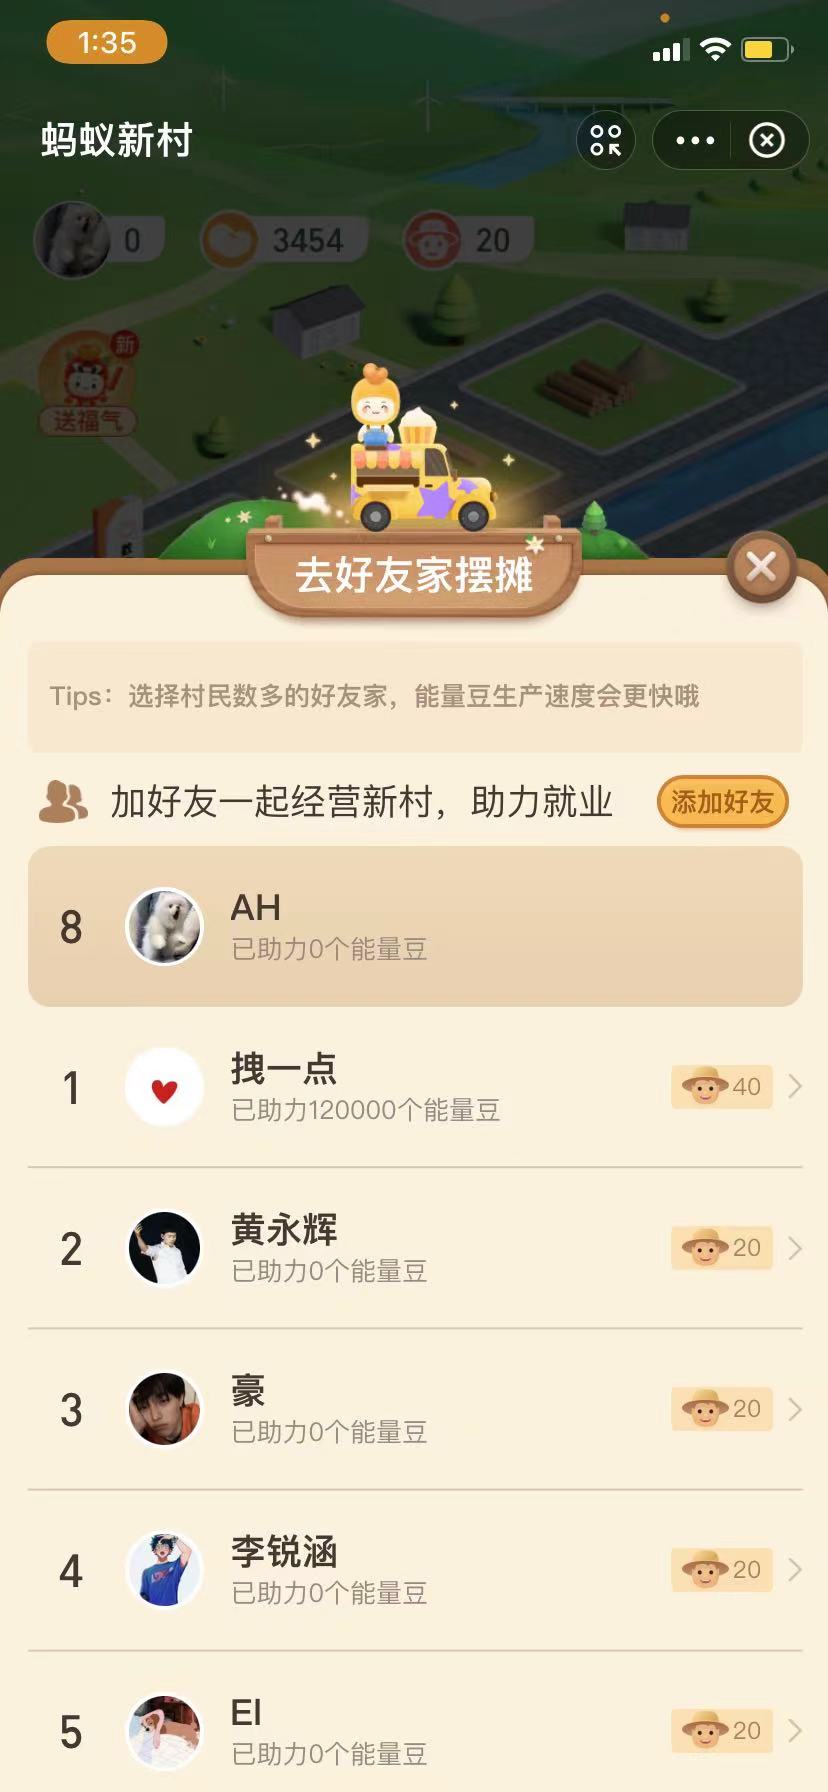 1:35
蚂蚁新村
0
3454
20
新
送福气
去好友家摆摊
Tips：选择村民数多的好友家，能量豆生产速度会更快哦
加好友一起经营新村，助力就业
添加好友
8
AH
已助力0个能量豆
1
拽一点
已助力120000个能量豆
40
2
黄永辉
已助力0个能量豆
20
3
豪
已助力0个能量豆
20
4
李锐涵
已助力0个能量豆
20
5
EI
已助力0个能量豆
20